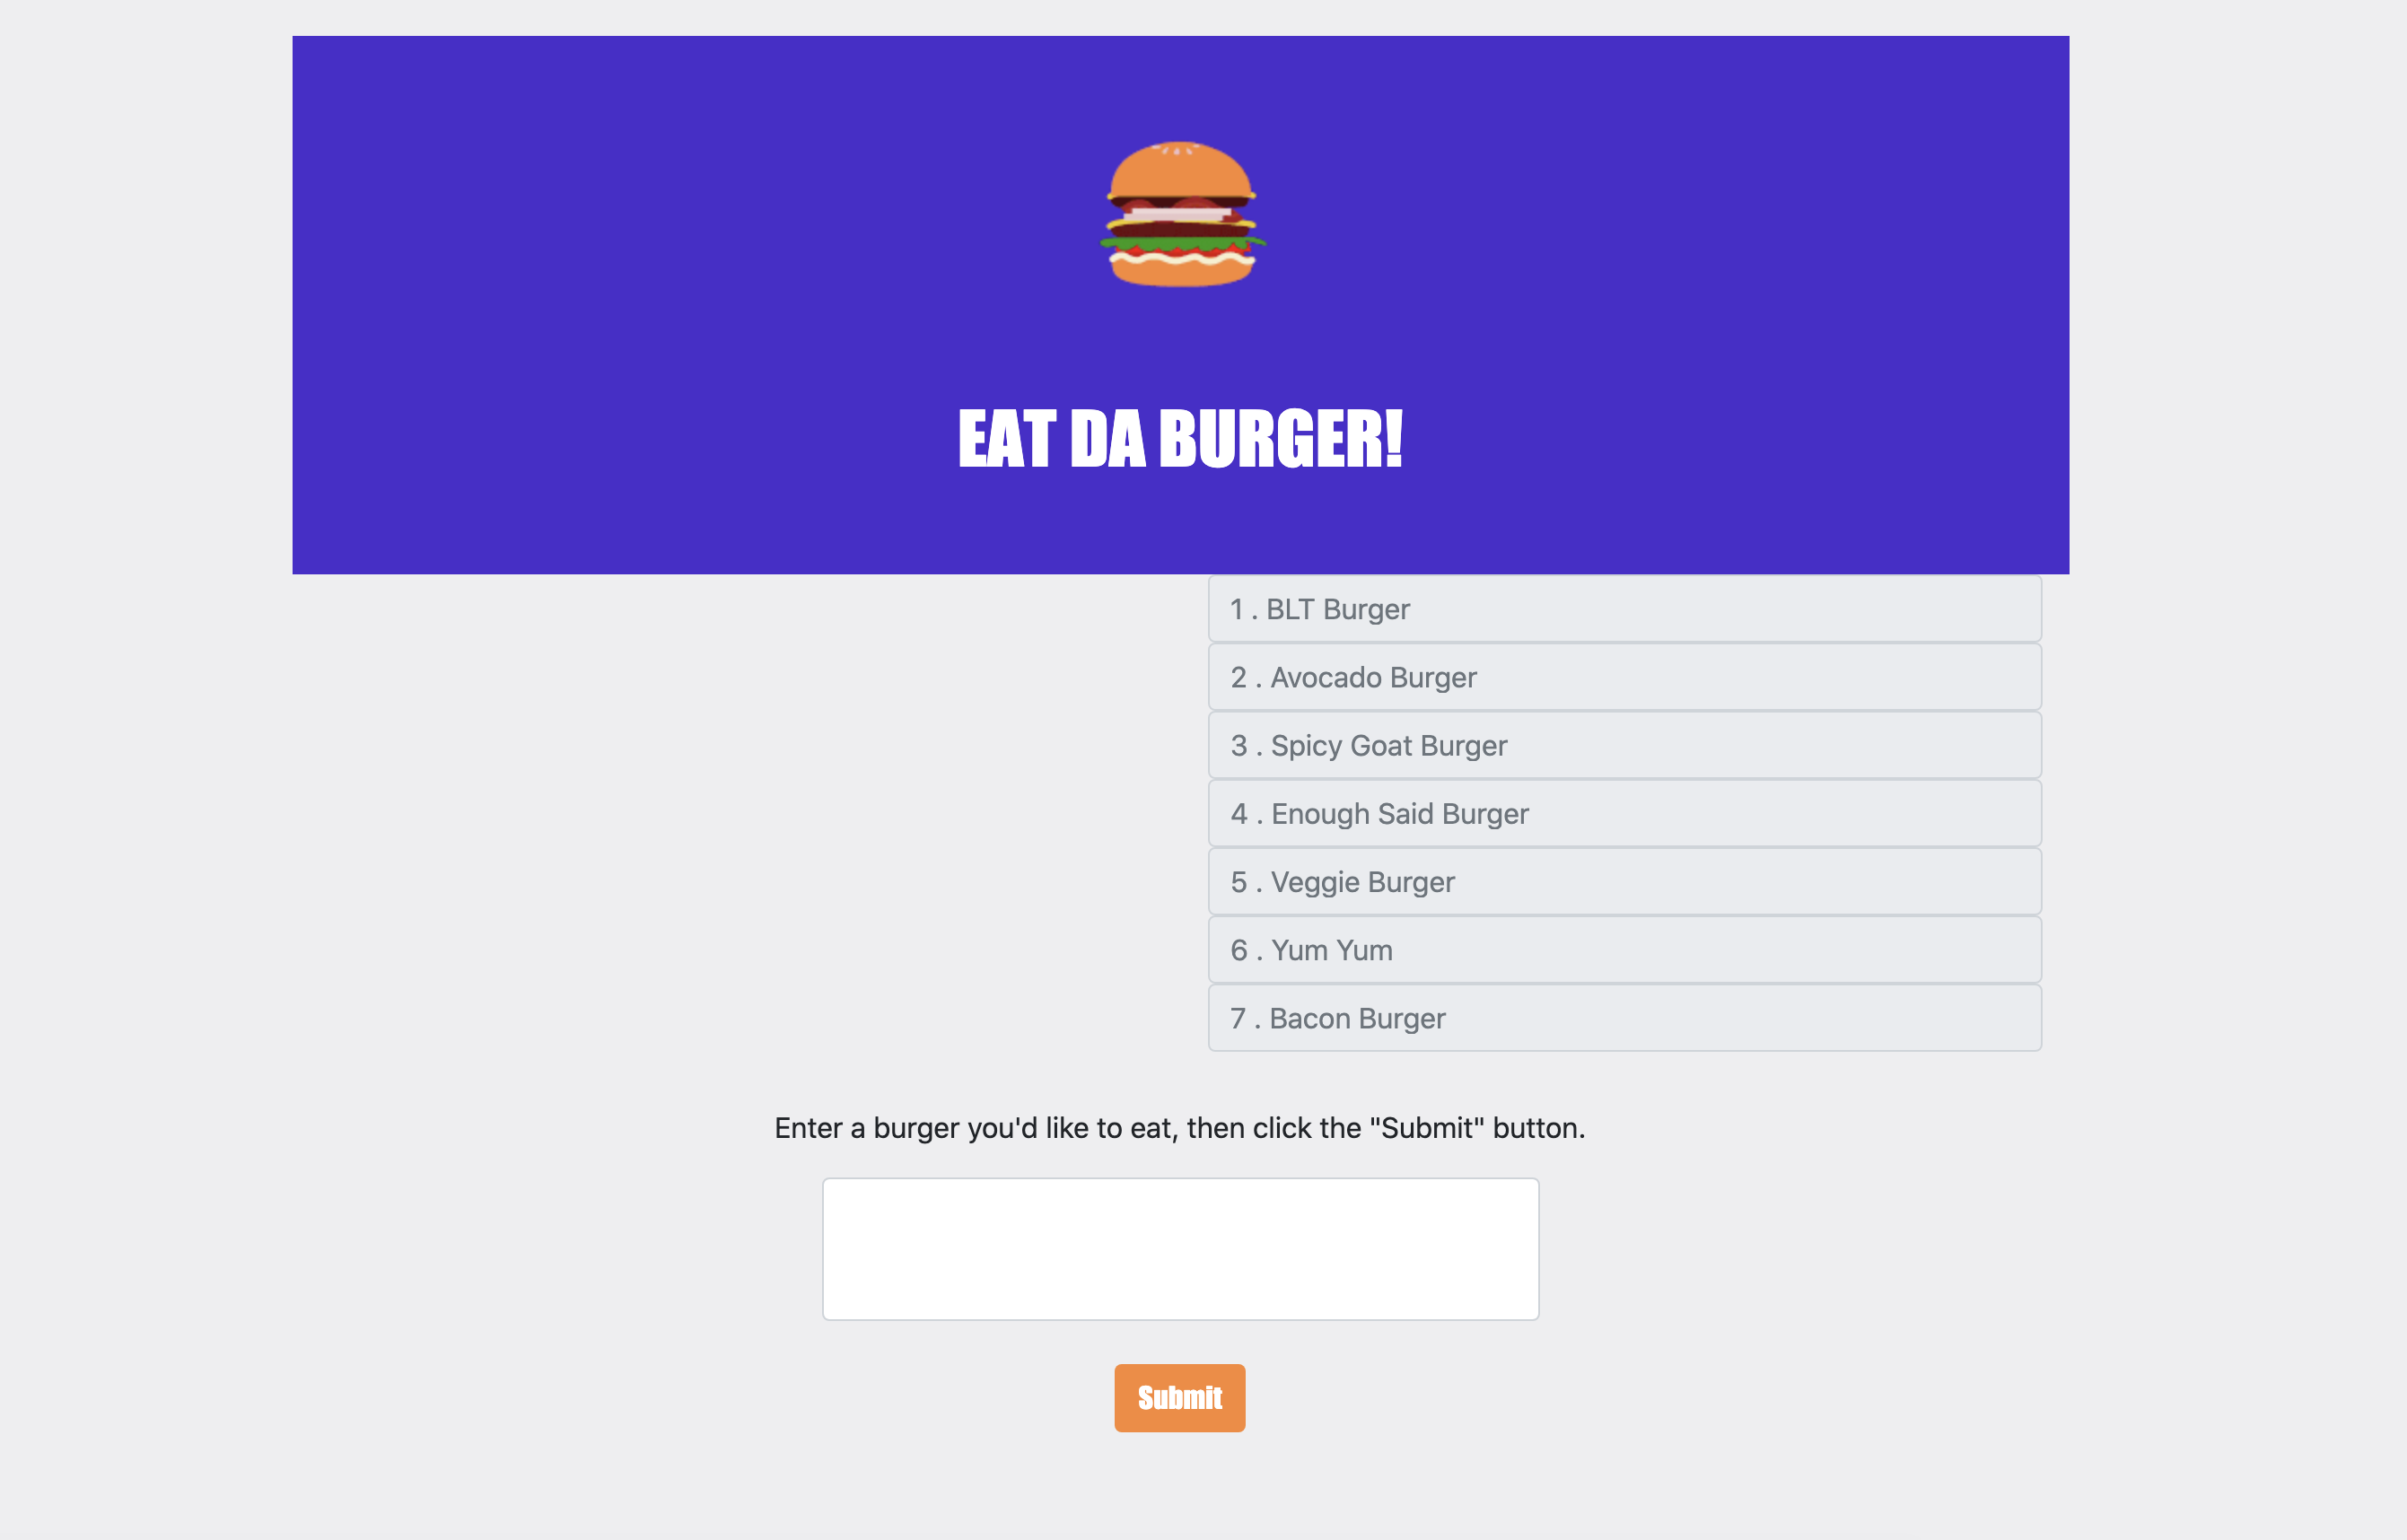 EAT DA BURGER!
1 . BLT Burger
2 . Avocado Burger
3 . Spicy Goat Burger
4 . Enough Said Burger
5 . Veggie Burger
6 . Yum Yum
7 . Bacon Burger
Enter a burger you'd like to eat, then click the "Submit" button.
Submit